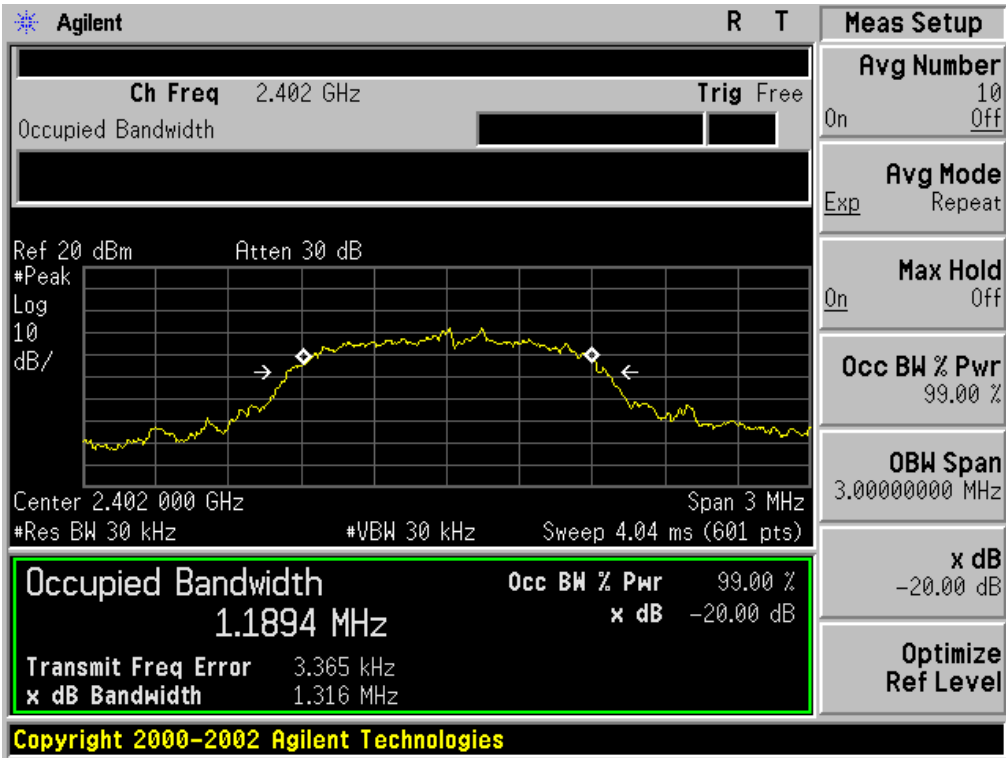 Agilent R T
Ch Freq 2.402 GHz Trig Free
Occupied Bandwidth
Ref 20 dBm Atten 30 dB
#Peak
Log
10
dB/
Center 2.402 000 GHz Span 3 MHz
#Res BW 30 kHz #VBW 30 kHz Sweep 4.04 ms (601 pts)
Occupied Bandwidth Occ BW % Pwr 99.00 %
1.1894 MHz x dB -20.00 dB
Transmit Freq Error 3.365 kHz
x dB Bandwidth 1.316 MHz
Copyright 2000-2002 Agilent Technologies
Meas Setup
Avg Number
10
On Off
Avg Mode
Exp Repeat
Max Hold
On Off
Occ BW % Pwr
99.00 %
OBW Span
3.00000000 MHz
x dB
-20.00 dB
Optimize
Ref Level